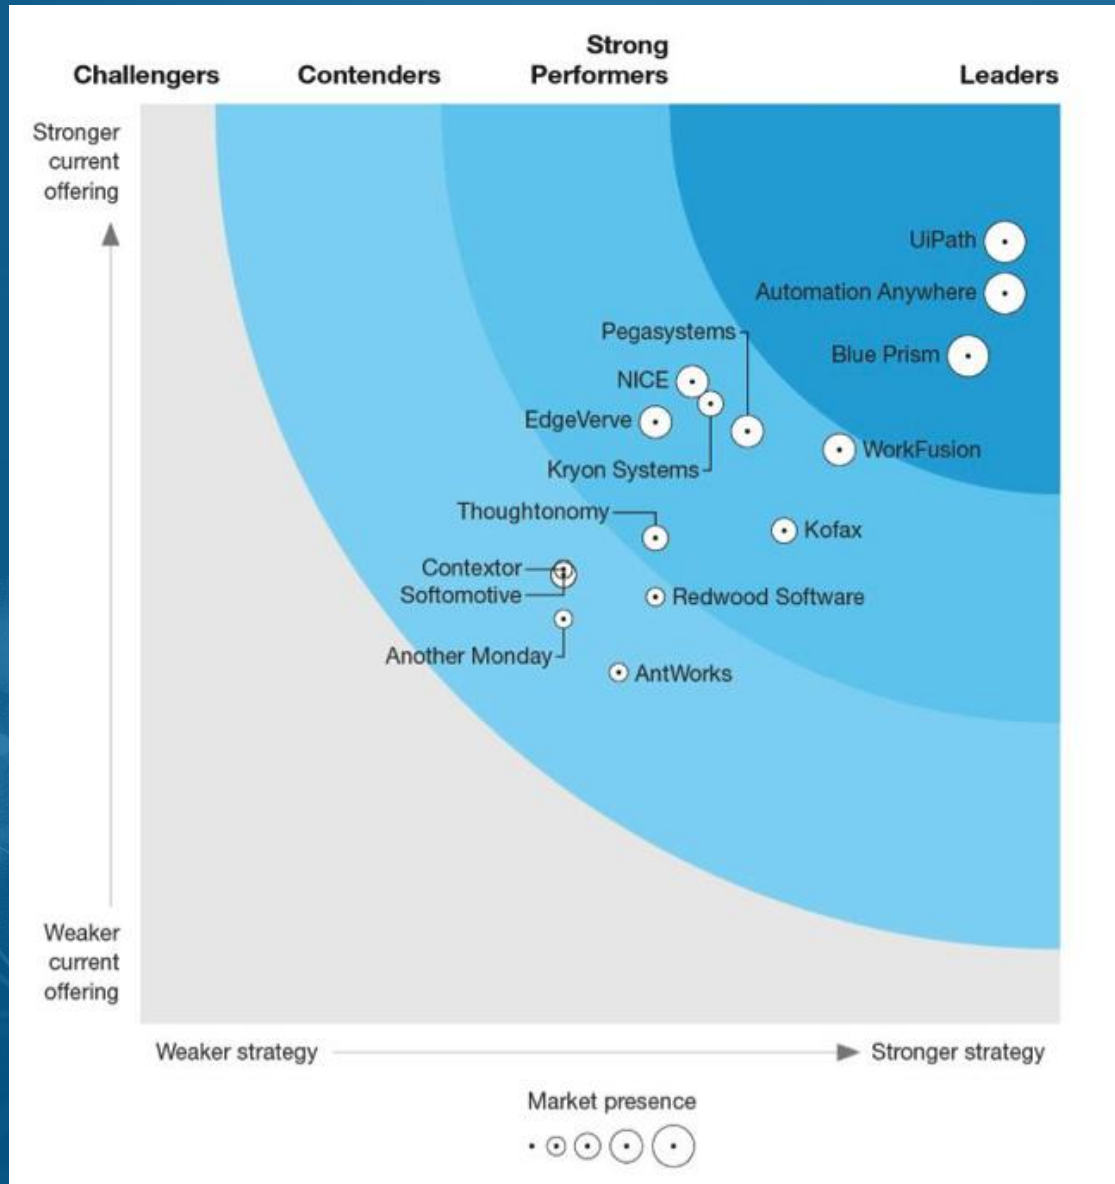 Strong
Challengers Contenders Performers Leaders
Stronger
current
offering
UiPath
Automation Anywhere
Pegasystems
Blue Prism
NICE
EdgeVerve
WorkFusion
Kryon Systems
Thoughtonomy
Kofax
Contextor
Softomotive
Redwood Software
Another Monday
AntWorks
Weaker
current
offering
Weaker strategy
Stronger strategy
Market presence